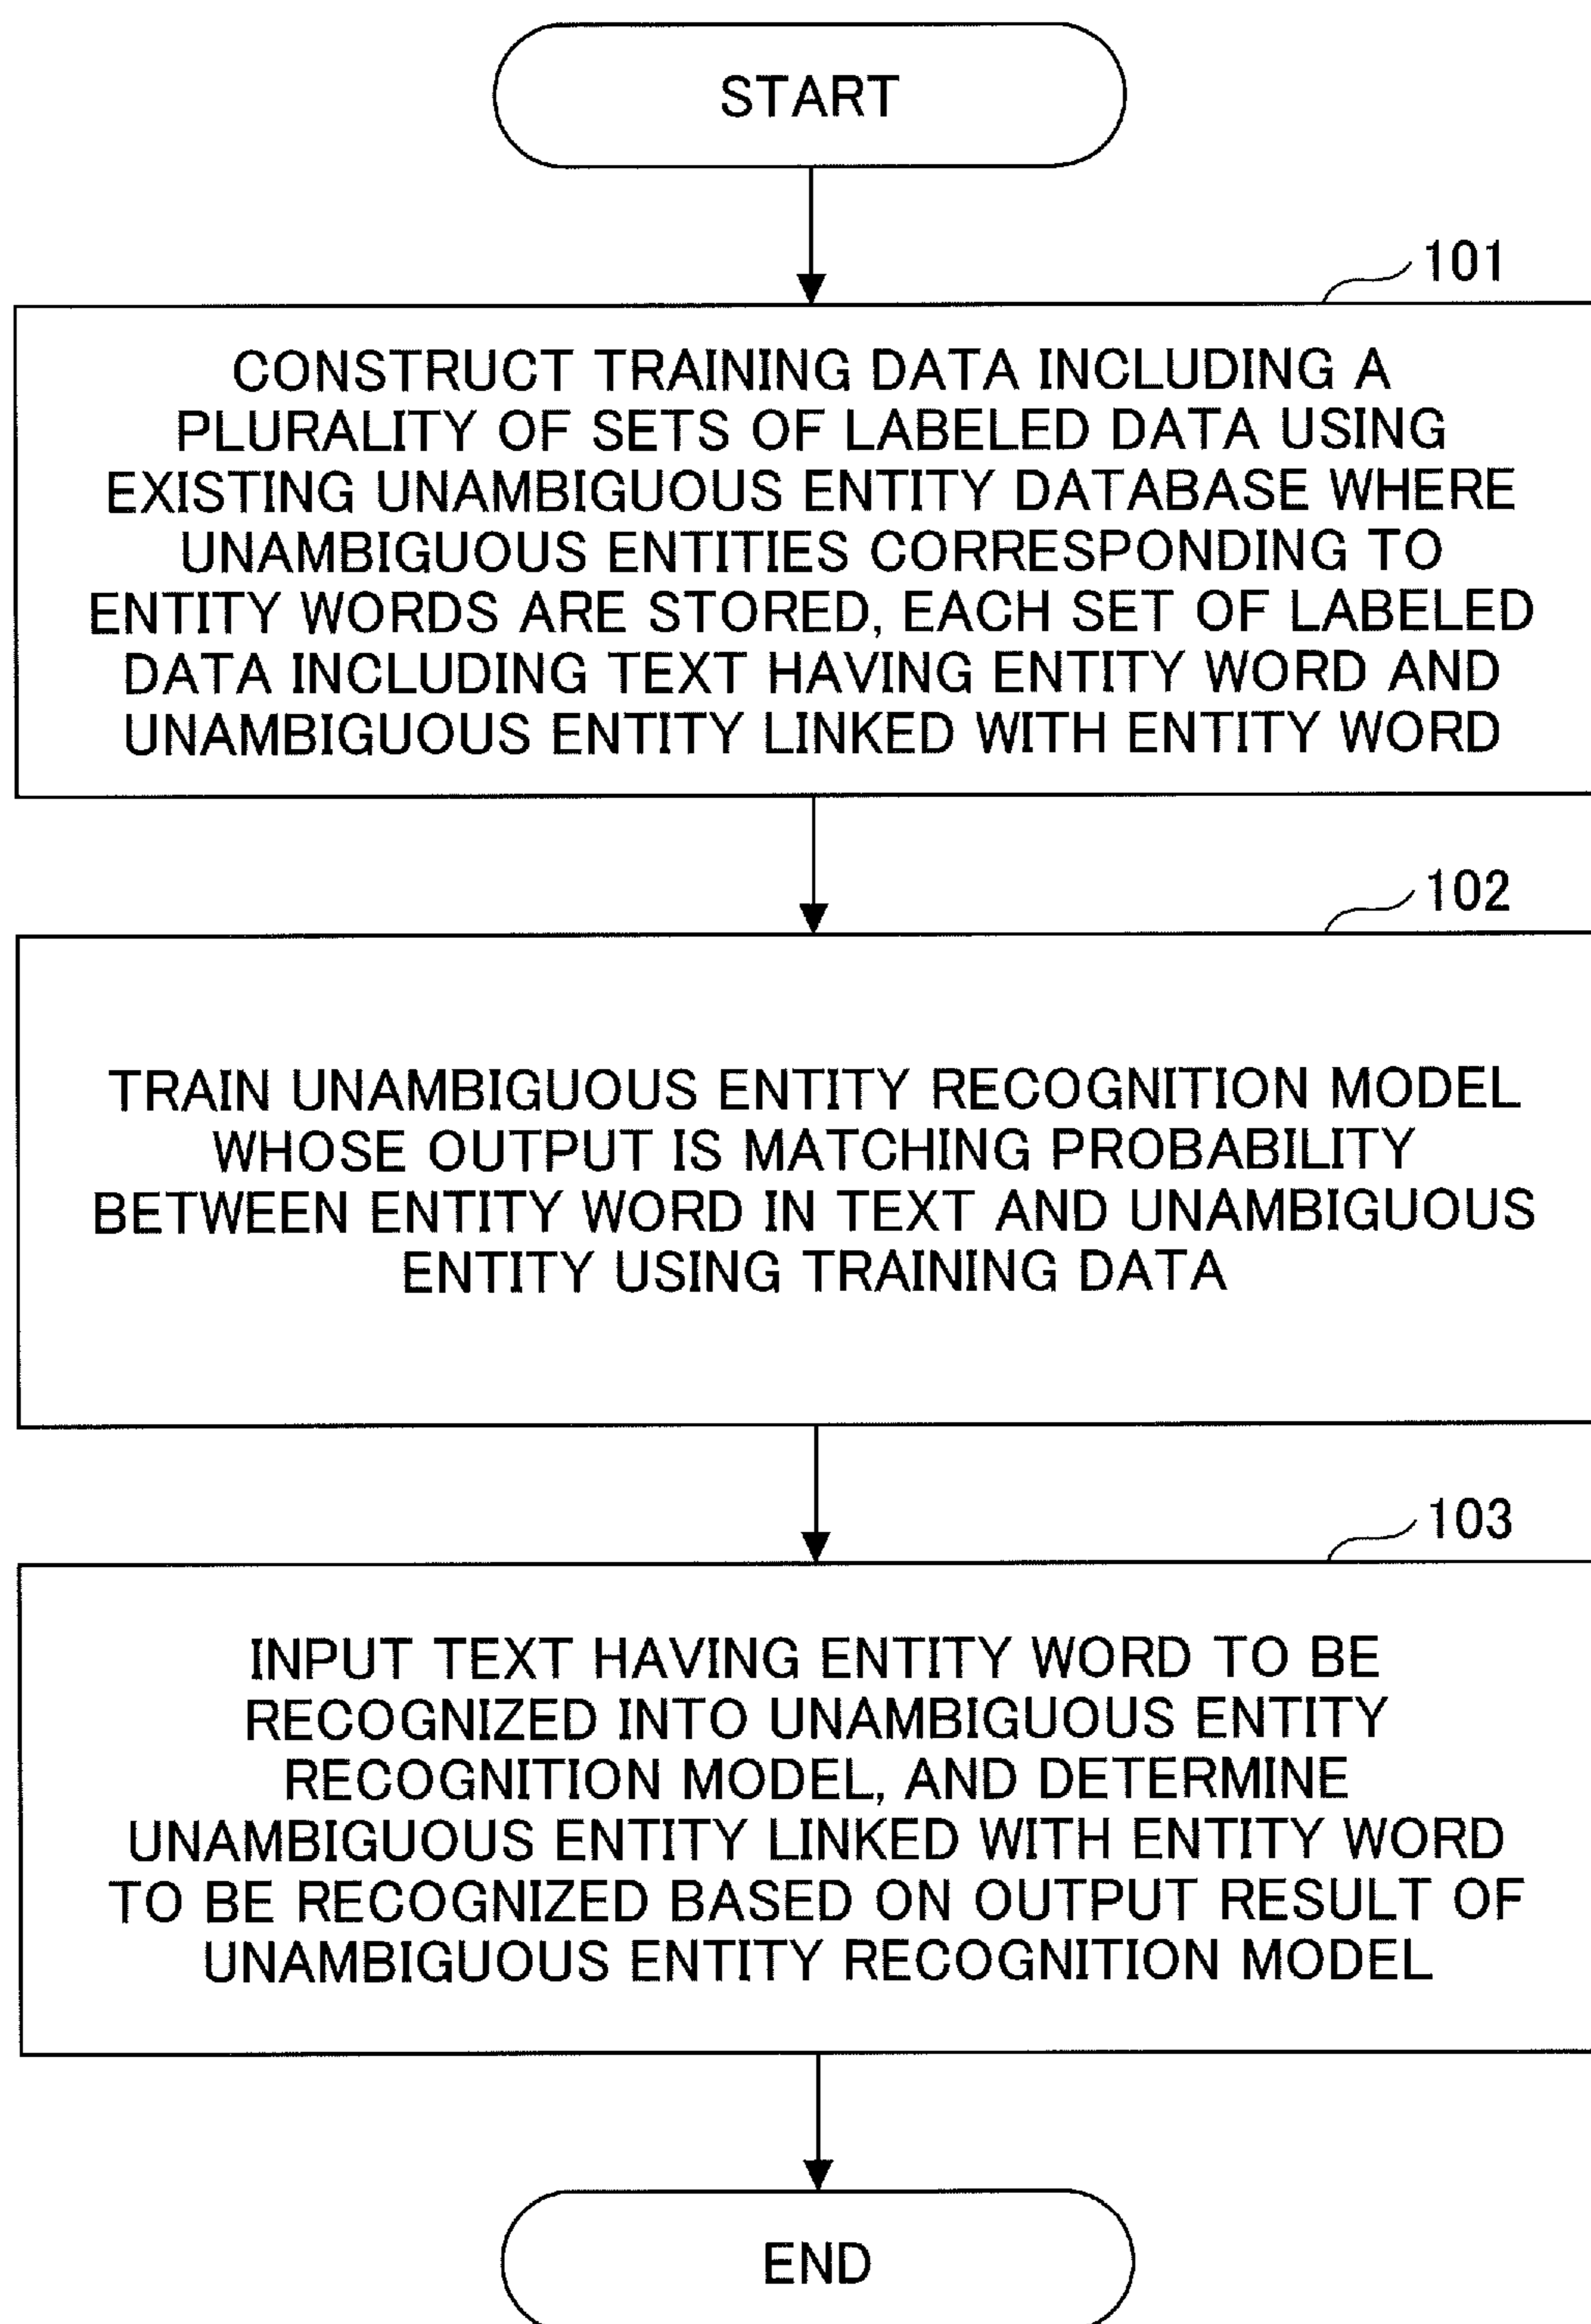 START
101
CONSTRUCT TRAINING DATA INCLUDING A
PLURALITY OF SETS OF LABELED DATA USING
EXISTING UNAMBIGUOUS ENTITY DATABASE WHERE
UNAMBIGUOUS ENTITIES CORRESPONDING TO
ENTITY WORDS ARE STORED, EACH SET OF LABELED
DATA INCLUDING TEXT HAVING ENTITY WORD AND
UNAMBIGUOUS ENTITY LINKED WITH ENTITY WORD
102
TRAIN UNAMBIGUOUS ENTITY RECOGNITION MODEL
WHOSE OUTPUT IS MATCHING PROBABILITY
BETWEEN ENTITY WORD IN TEXT AND UNAMBIGUOUS
ENTITY USING TRAINING DATA
103
INPUT TEXT HAVING ENTITY WORD TO BE
RECOGNIZED INTO UNAMBIGUOUS ENTITY
RECOGNITION MODEL, AND DETERMINE
UNAMBIGUOUS ENTITY LINKED WITH ENTITY WORD
TO BE RECOGNIZED BASED ON OUTPUT RESULT OF
UNAMBIGUOUS ENTITY RECOGNITION MODEL
END